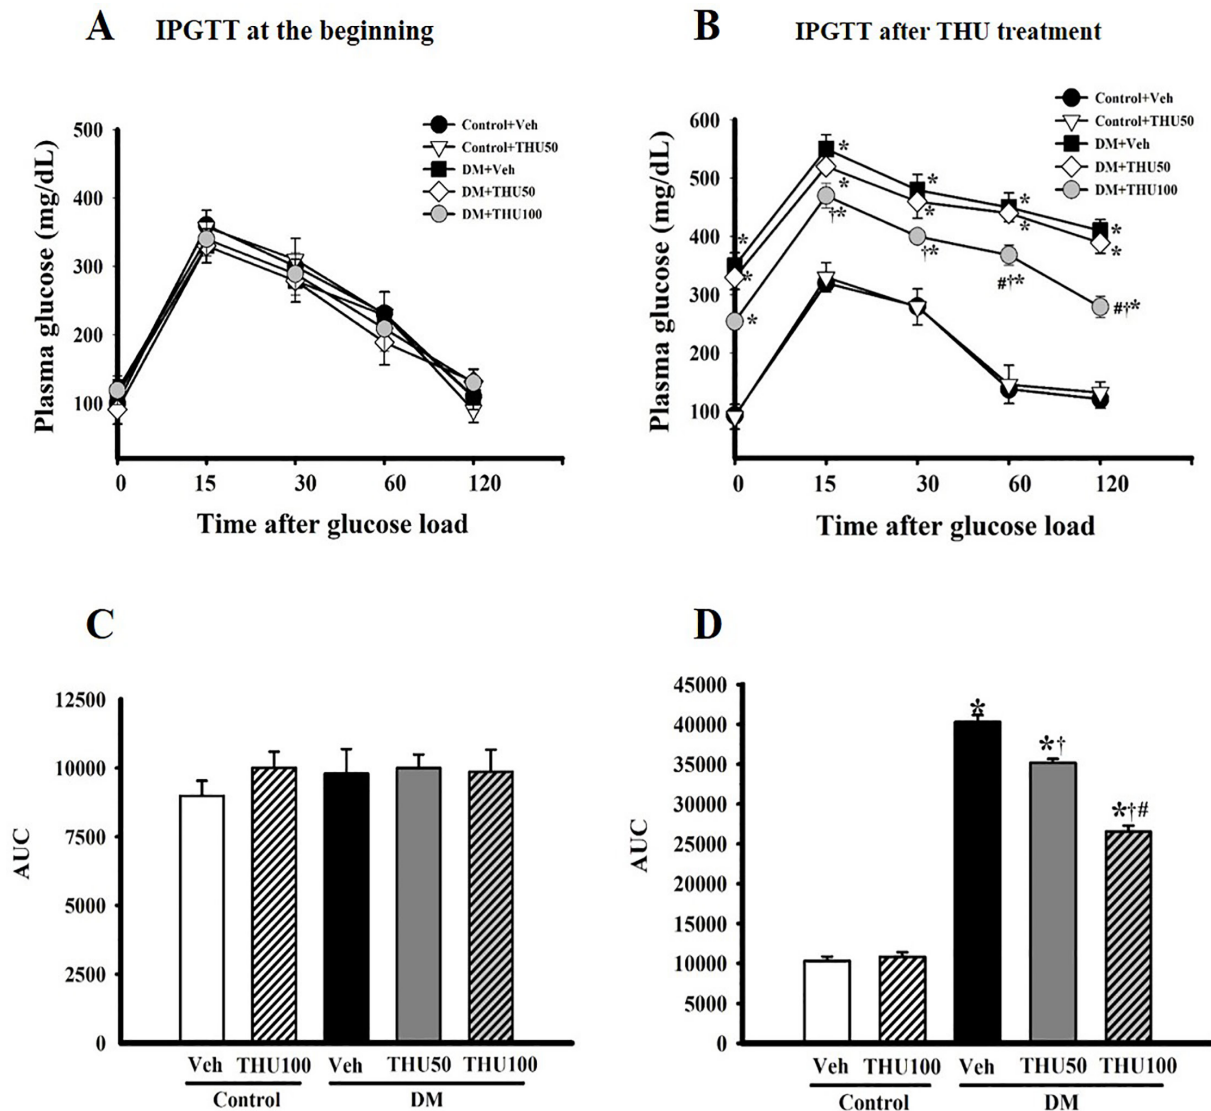 A IPGTT at the beginning
500
400
300
200
100
Plasma glucose (mg/dL)
Control+Veh
Control+THU50
DM+Veh
DM+THU50
DM+THU100
0 15 30 60 120
Time after glucose load
B IPGTT after THU treatment
600
500
400
300
200
100
Plasma glucose (mg/dL)
Control+Veh
Control+THU50
DM+Veh
DM+THU50
DM+THU100
* * * * *
* * * * *
* †* †* #†* #†*
0 15 30 60 120
Time after glucose load
C
12500
10000
7500
5000
2500
0
AUC
Veh THU100 Veh THU50 THU100
Control DM
D
45000
40000
35000
30000
25000
20000
15000
10000
5000
0
AUC
*
*†
*†#
Veh THU100 Veh THU50 THU100
Control DM